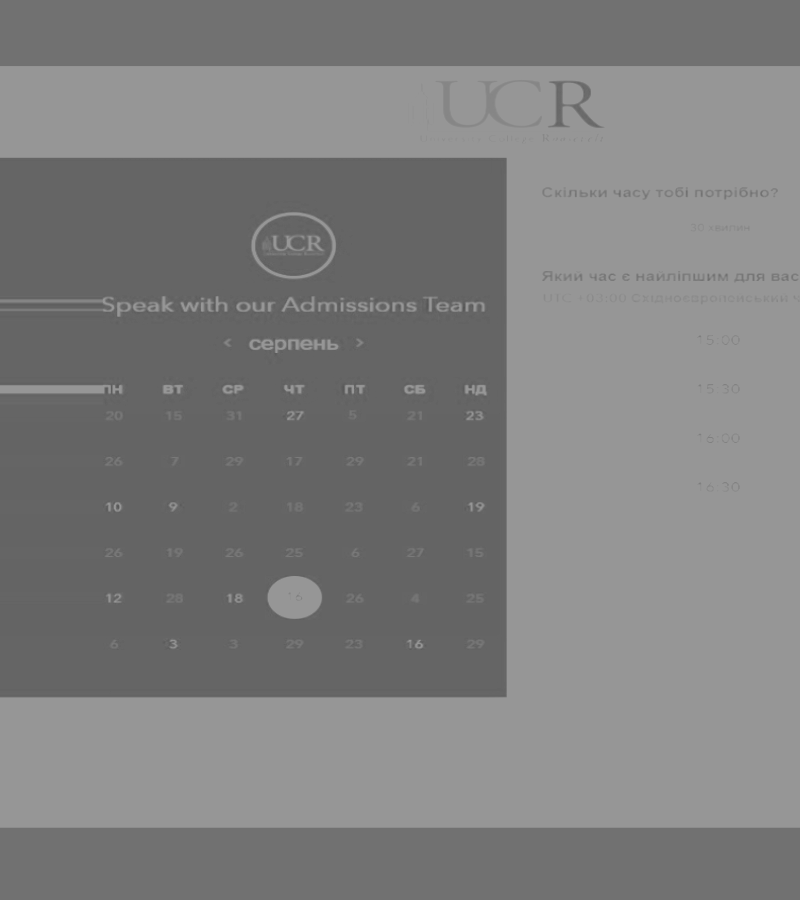 UCR
University College Roosevelt
UCR
Speak with our Admissions Team
< серпень >
ПН ВТ СР ЧТ ПТ СБ НД
20 15 31 27 5 21 23
26 7 29 17 29 21 28
10 9 2 18 23 6 19
26 19 26 25 6 27 15
12 28 18 16 26 4 25
6 3 3 29 23 16 29
Скільки часу тобі потрібно?
30 хвилин
Який час є найліпшим для вас
UTC +03:00 Східноєвропейський ч
15:00
15:30
16:00
16:30